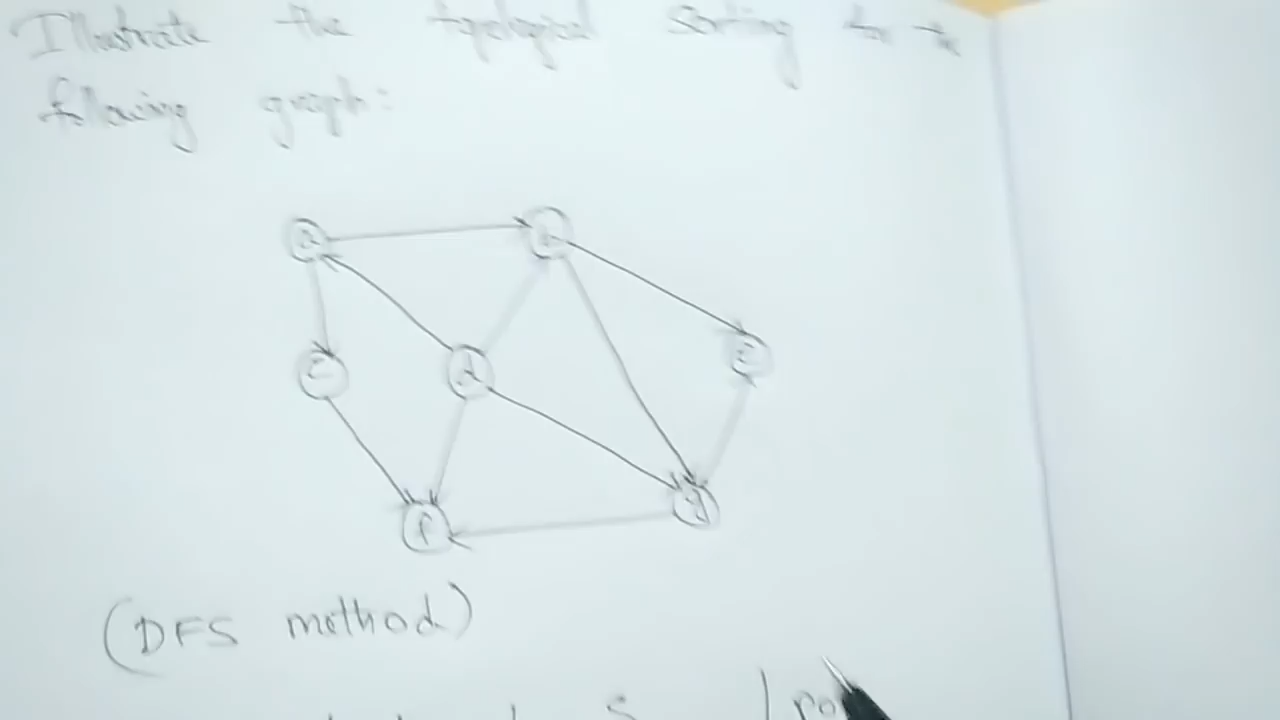 Illustrate the topological Sorting for the
following graph:
a
c
d
f
g
(DFS method)